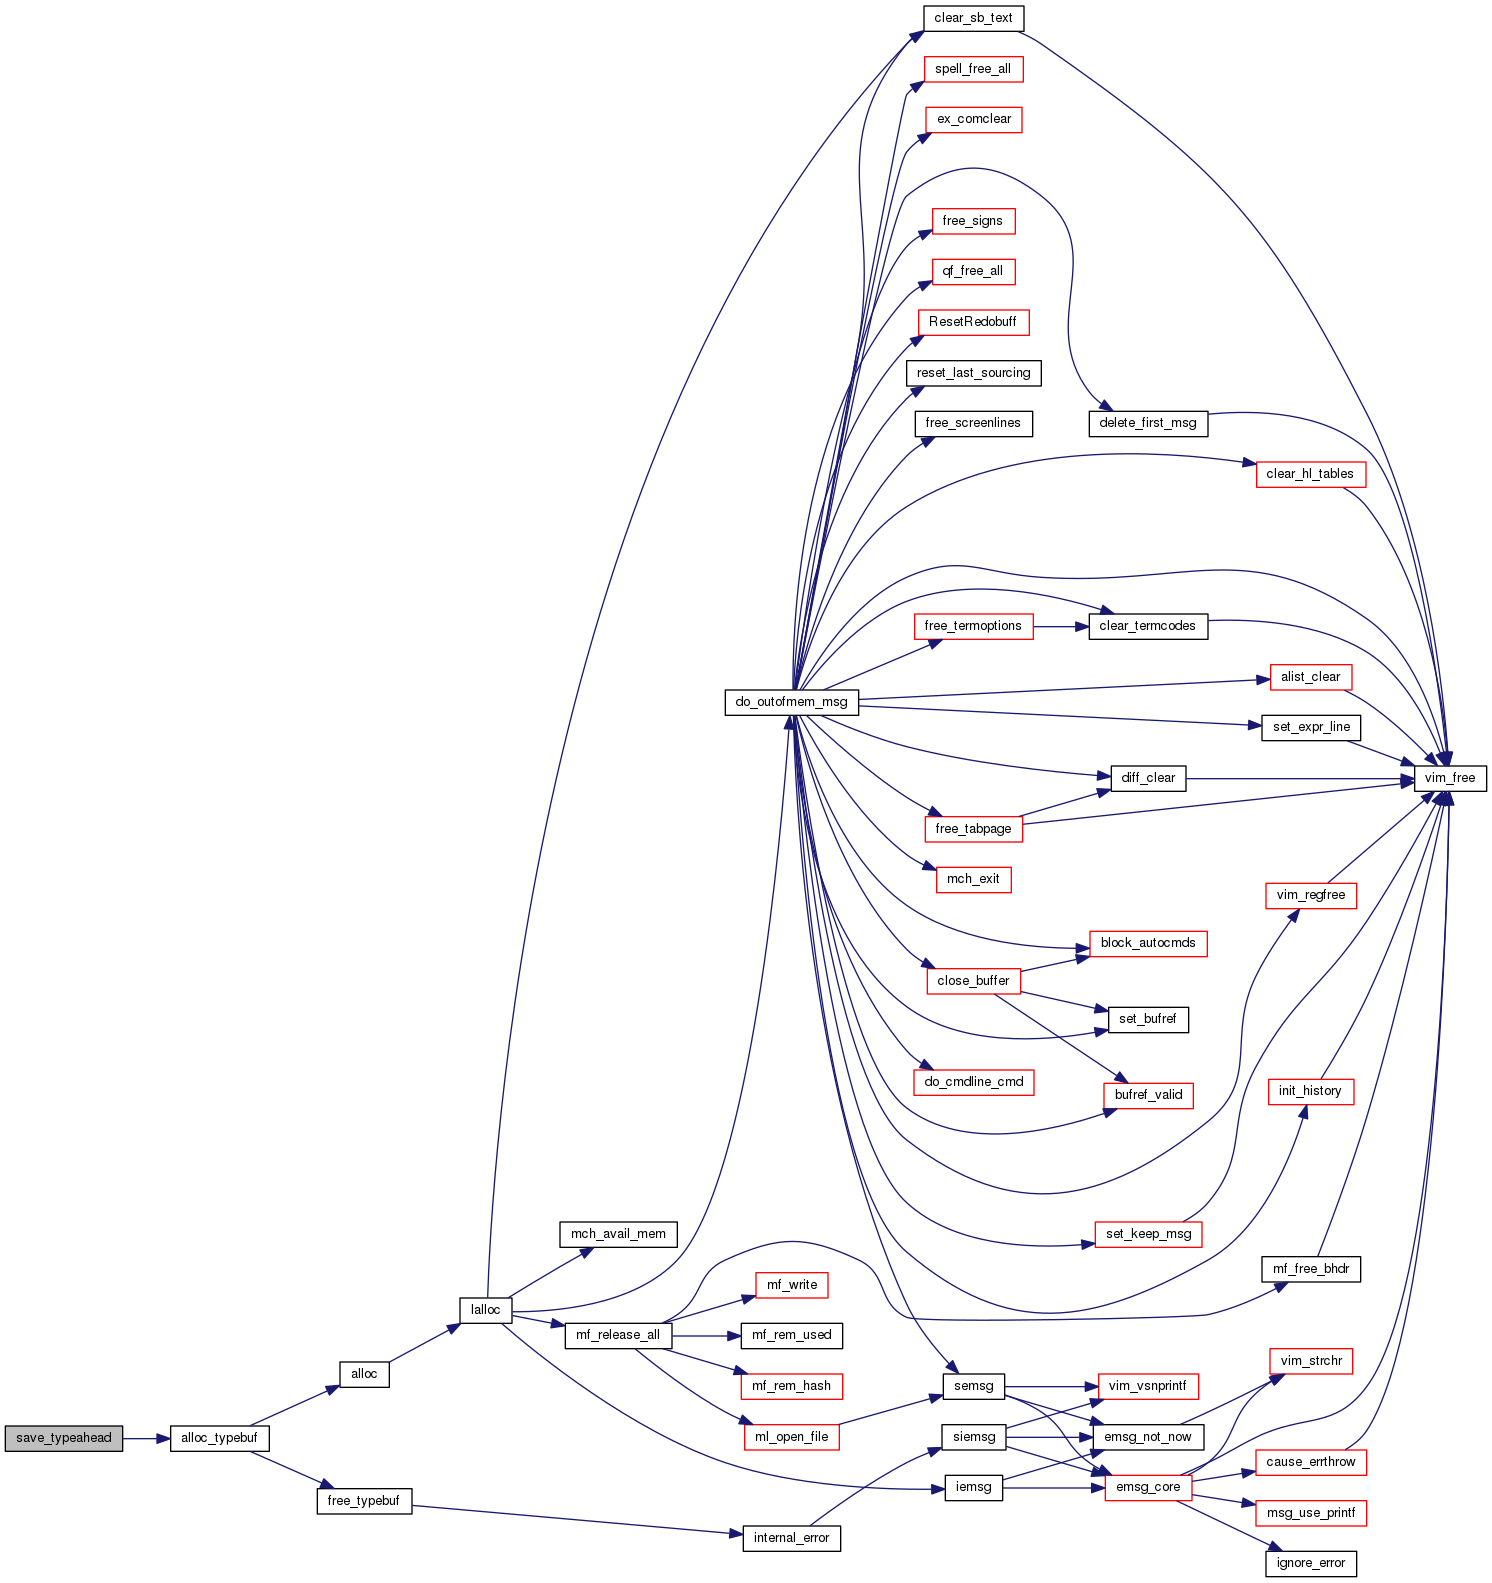 clear_sb_text
spell_free_all
ex_comclear
free_signs
qf_free_all
ResetRedobuff
reset_last_sourcing
free_screenlines
delete_first_msg
clear_hl_tables
free_termoptions
clear_termcodes
alist_clear
do_outofmem_msg
set_expr_line
diff_clear
vim_free
free_tabpage
mch_exit
vim_regfree
block_autocmds
close_buffer
set_bufref
do_cmdline_cmd
bufref_valid
init_history
mch_avail_mem
set_keep_msg
mf_free_bhdr
mf_write
lalloc
mf_release_all
mf_rem_used
vim_strchr
alloc
mf_rem_hash
semsg
vim_vsnprintf
save_typeahead
alloc_typebuf
ml_open_file
siemsg
emsg_not_now
cause_errthrow
iemsg
emsg_core
free_typebuf
msg_use_printf
internal_error
ignore_error